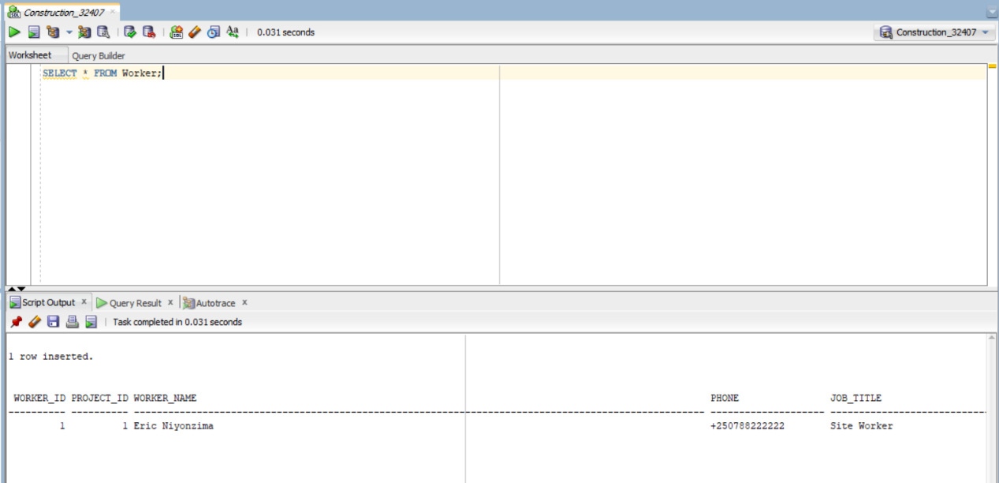 Construction_32407
0.031 seconds
Construction_32407
Worksheet Query Builder
SELECT * FROM Worker;
Script Output x Query Result x Autotrace x
Task completed in 0.031 seconds
1 row inserted.
WORKER_ID PROJECT_ID WORKER_NAME PHONE JOB_TITLE
1 1 Eric Niyonzima +250788222222 Site Worker